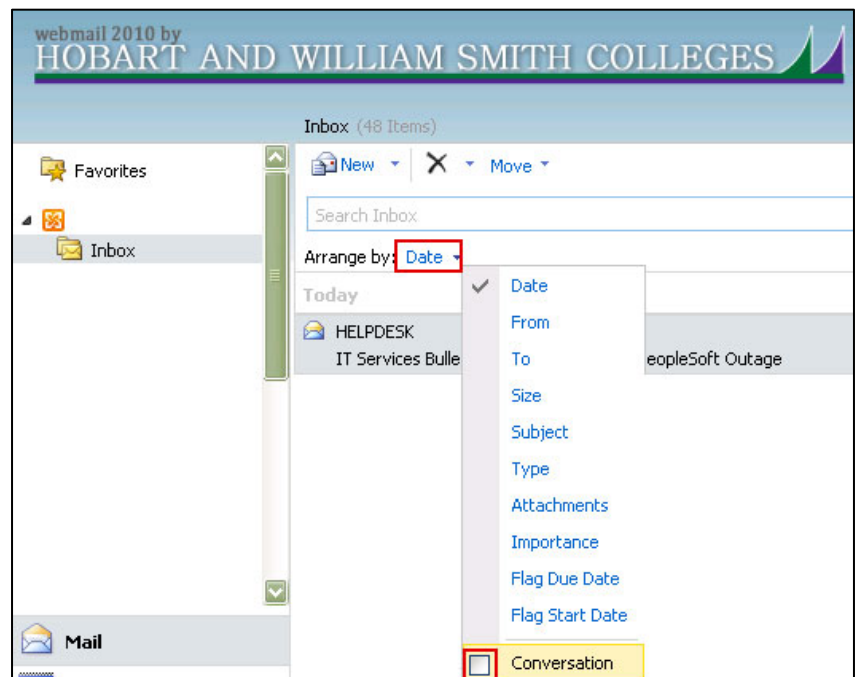 webmail 2010 by
HOBART AND WILLIAM SMITH COLLEGES
Inbox (48 Items)
Favorites
New Move
Search Inbox
Inbox
Arrange by: Date
Today
HELPDESK
IT Services Bulle eopleSoft Outage
Date
From
To
Size
Subject
Type
Attachments
Importance
Flag Due Date
Flag Start Date
Conversation
Mail